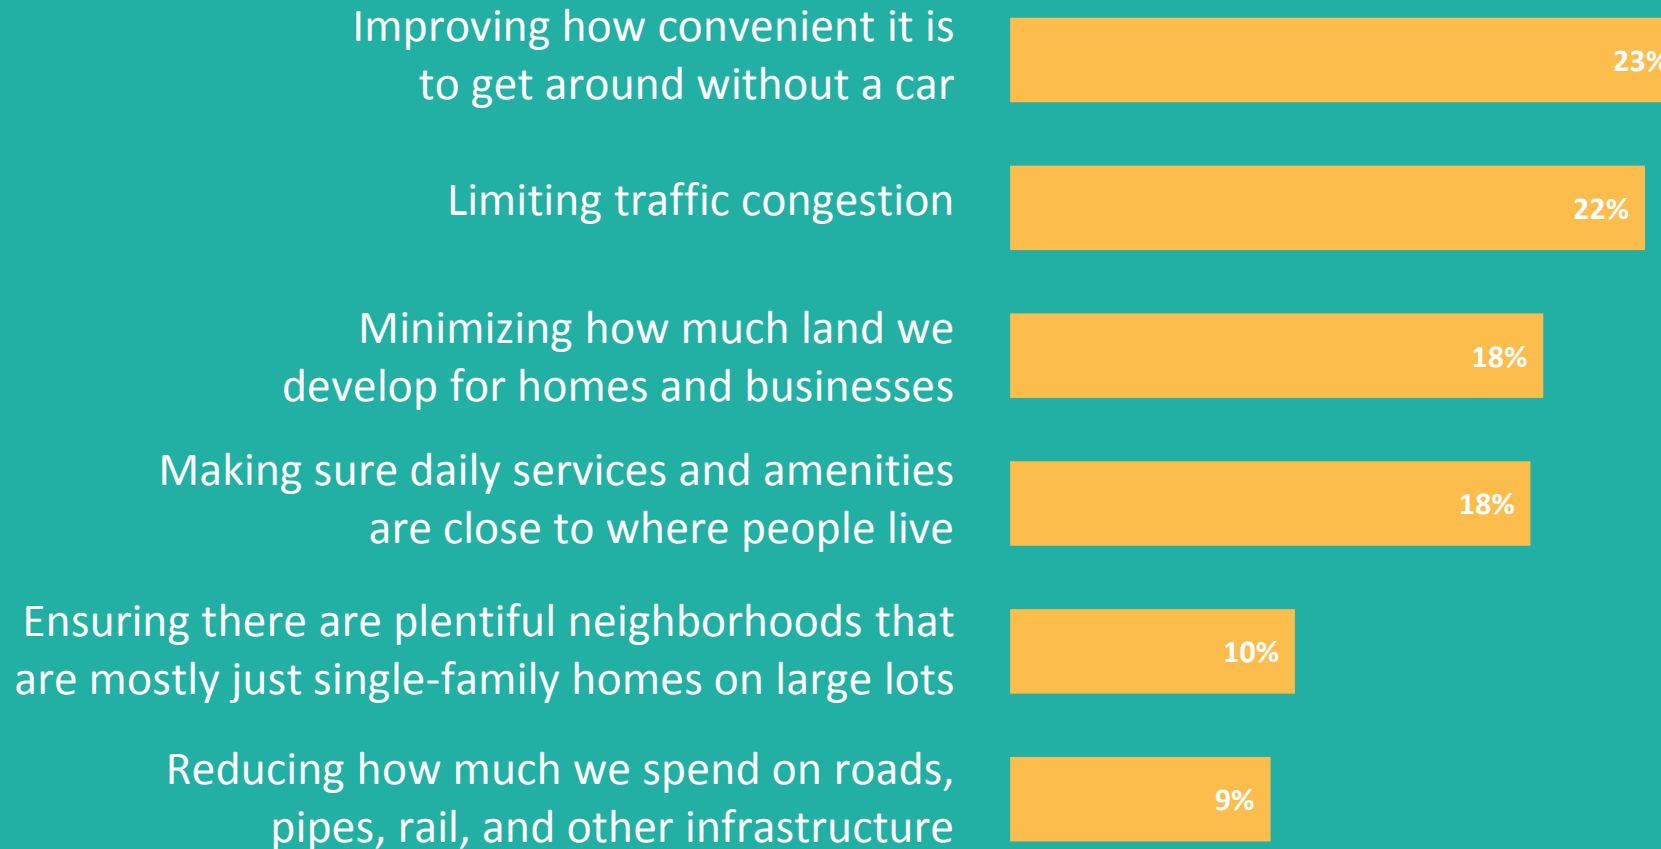 Improving how convenient it is
to get around without a car
23%
Limiting traffic congestion
22%
Minimizing how much land we
develop for homes and businesses
18%
Making sure daily services and amenities
are close to where people live
18%
Ensuring there are plentiful neighborhoods that
are mostly just single-family homes on large lots
10%
Reducing how much we spend on roads,
pipes, rail, and other infrastructure
9%